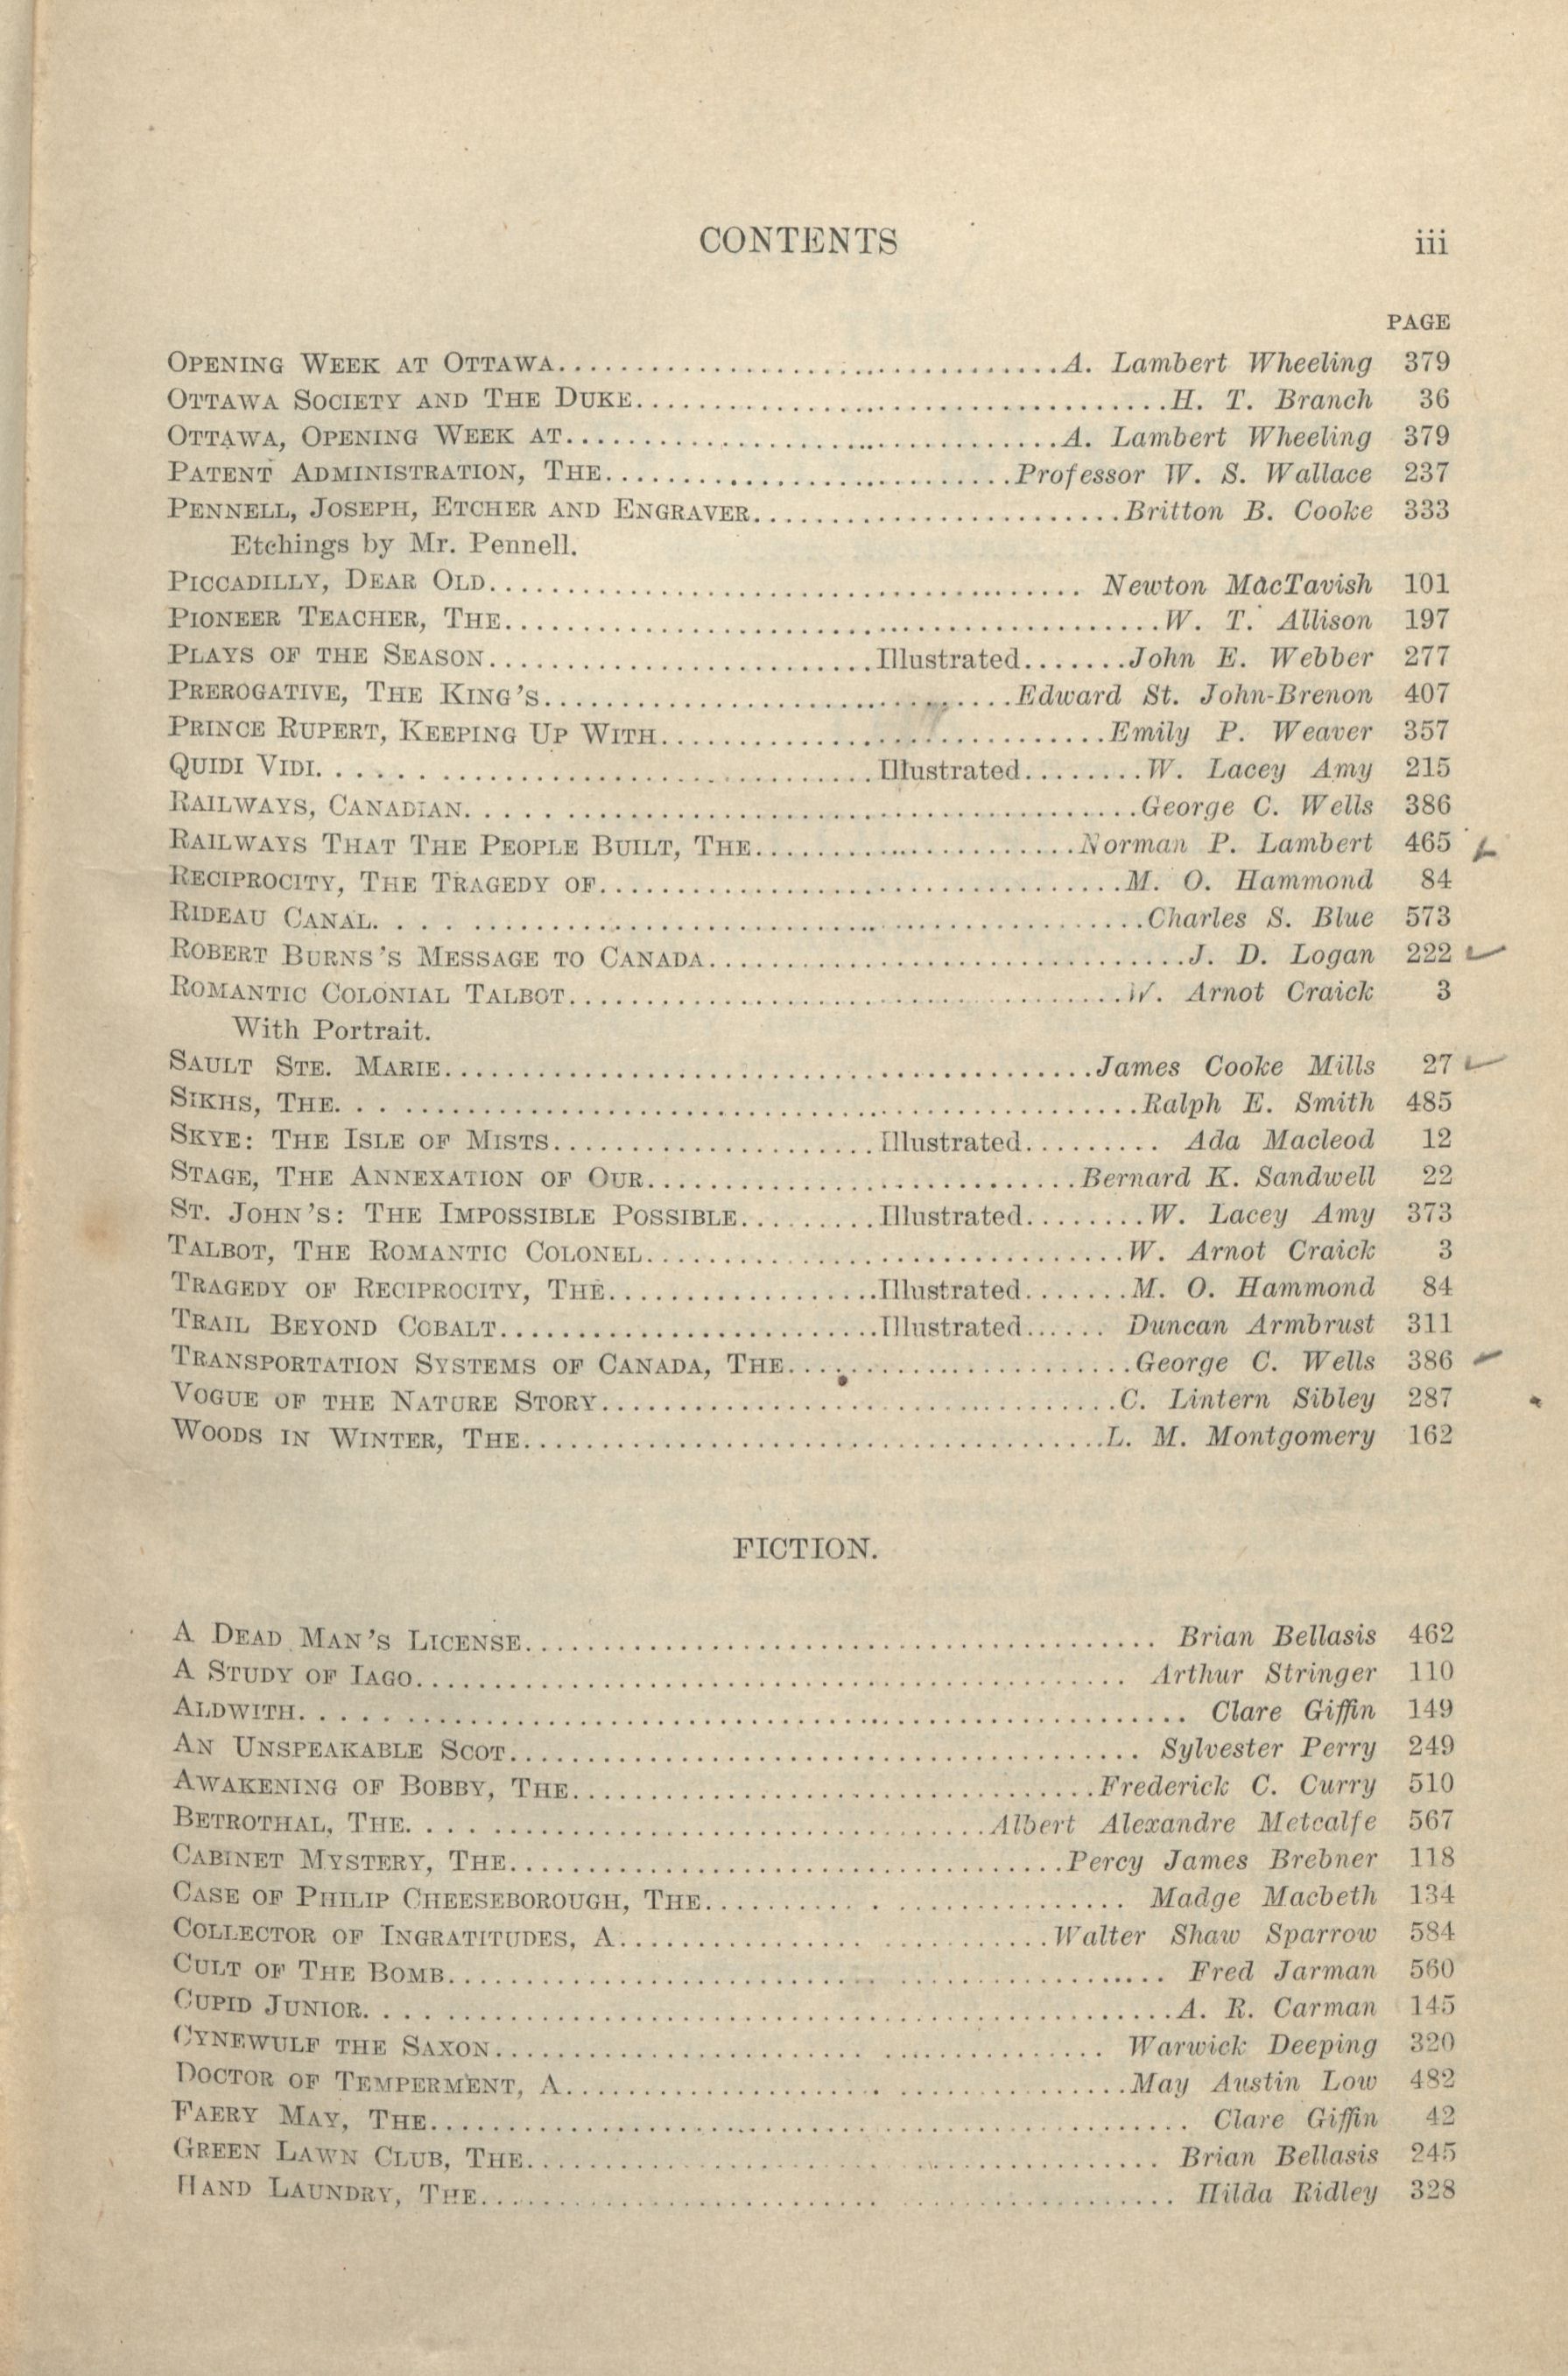 CONTENTS iii
PAGE
OPENING WEEK AT OTTAWA A. Lambert Wheeling 379
OTTAWA SOCIETY AND THE DUKE H. T. Branch 36
OTTAWA, OPENING WEEK AT A. Lambert Wheeling 379
PATENT ADMINISTRATION, THE Professor W. S. Wallace 237
PENNELL, JOSEPH, ETCHER AND ENGRAVER Britton B. Cooke 333
Etchings by Mr. Pennell.
PICCADILLY, DEAR OLD Newton MacTavish 101
PIONEER TEACHER, THE W. T. Allison 197
PLAYS OF THE SEASON Illustrated John E. Webber 277
PREROGATIVE, THE KING'S Edward St. John-Brenon 407
PRINCE RUPERT, KEEPING UP WITH Emily P. Weaver 357
QUIDI VIDI Illustrated W. Lacey Amy 215
RAILWAYS, CANADIAN George C. Wells 386
RAILWAYS THAT THE PEOPLE BUILT, THE Norman P. Lambert 465
RECIPROCITY, THE TRAGEDY OF M. O. Hammond 84
RIDEAU CANAL Charles S. Blue 573
ROBERT BURNS'S MESSAGE TO CANADA J. D. Logan 222
ROMANTIC COLONIAL TALBOT W. Arnot Craick 3
With Portrait.
SAULT STE. MARIE James Cooke Mills 27
SIKHS, THE Ralph E. Smith 485
SKYE: THE ISLE OF MISTS Illustrated Ada Macleod 12
STAGE, THE ANNEXATION OF OUR Bernard K. Sandwell 22
ST. JOHN'S: THE IMPOSSIBLE POSSIBLE Illustrated W. Lacey Amy 373
TALBOT, THE ROMANTIC COLONEL W. Arnot Craick 3
TRAGEDY OF RECIPROCITY, THE Illustrated M. O. Hammond 84
TRAIL BEYOND COBALT Illustrated Duncan Armbrust 311
TRANSPORTATION SYSTEMS OF CANADA, THE George C. Wells 386
VOGUE OF THE NATURE STORY C. Lintern Sibley 287
WOODS IN WINTER, THE L. M. Montgomery 162
FICTION.
A DEAD MAN'S LICENSE Brian Bellasis 462
A STUDY OF IAGO Arthur Stringer 110
ALDWITH Clare Giffin 149
AN UNSPEAKABLE SCOT Sylvester Perry 249
AWAKENING OF BOBBY, THE Frederick C. Curry 510
BETROTHAL, THE Albert Alexandre Metcalfe 567
CABINET MYSTERY, THE Percy James Brebner 118
CASE OF PHILIP CHEESEBOROUGH, THE Madge Macbeth 134
COLLECTOR OF INGRATITUDES, A Walter Shaw Sparrow 584
CULT OF THE BOMB Fred Jarman 560
CUPID JUNIOR A. R. Carman 145
CYNEWULF THE SAXON Warwick Deeping 320
DOCTOR OF TEMPERMENT, A May Austin Low 482
FAERY MAY, THE Clare Giffin 42
GREEN LAWN CLUB, THE Brian Bellasis 245
HAND LAUNDRY, THE Hilda Ridley 328